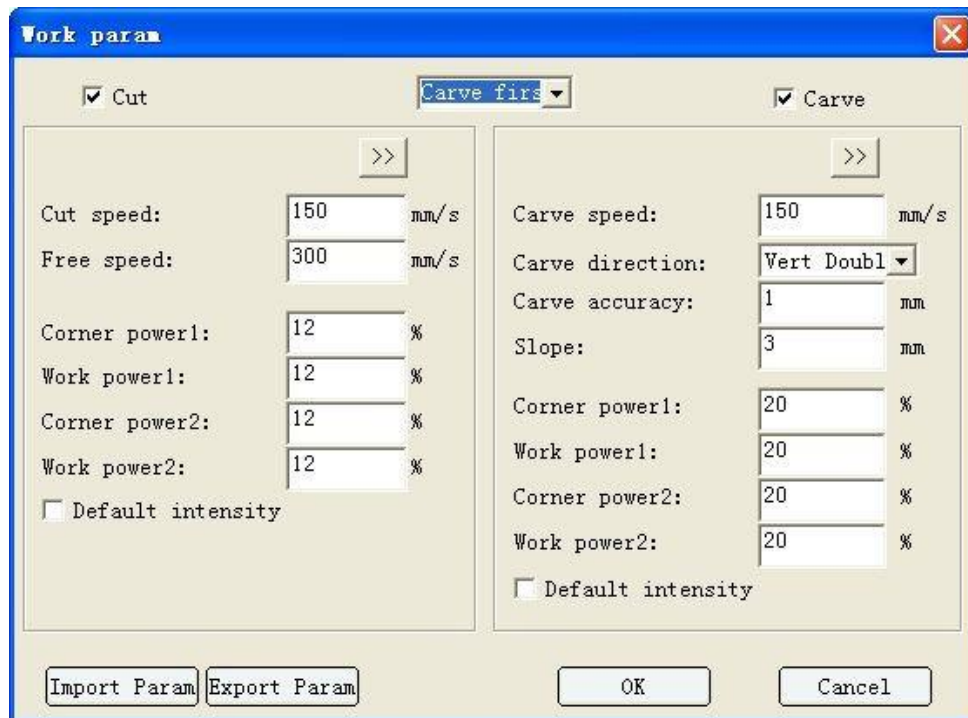 Work param
Cut
Carve firs
Carve
>>
Cut speed: 150 mm/s
Free speed: 300 mm/s
Corner power1: 12 %
Work power1: 12 %
Corner power2: 12 %
Work power2: 12 %
Default intensity
>>
Carve speed: 150 mm/s
Carve direction: Vert Doubl
Carve accuracy: 1 mm
Slope: 3 mm
Corner power1: 20 %
Work power1: 20 %
Corner power2: 20 %
Work power2: 20 %
Default intensity
Import Param Export Param OK Cancel